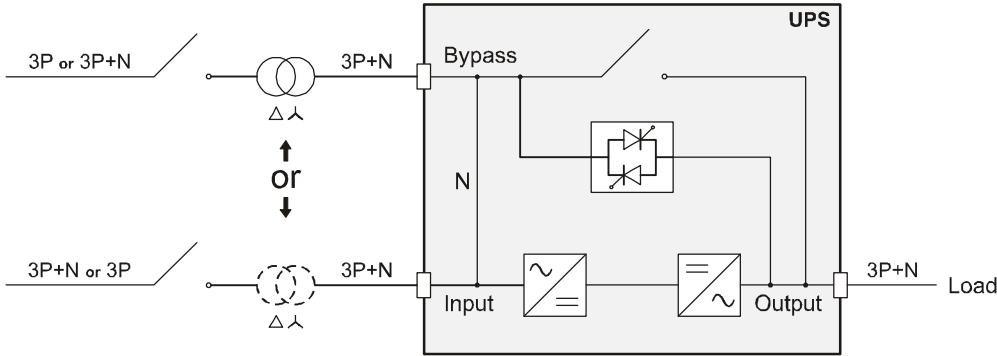 UPS
3P or 3P+N
3P+N
Bypass
or
N
3P+N or 3P
3P+N
Input
Output
3P+N
Load